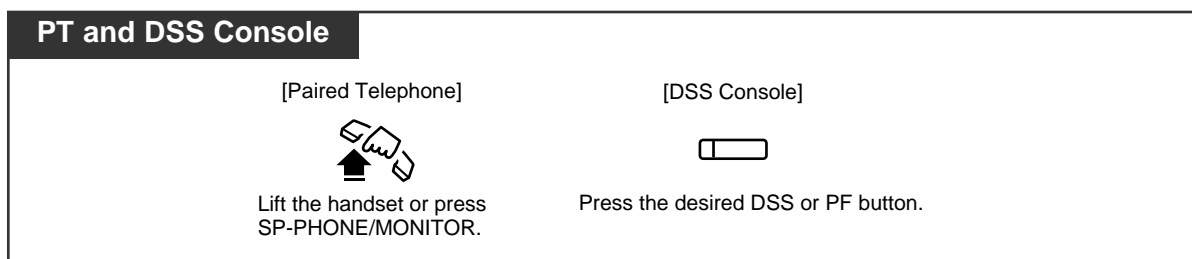 PT and DSS Console
[Paired Telephone]
[DSS Console]
Lift the handset or press
SP-PHONE/MONITOR.
Press the desired DSS or PF button.